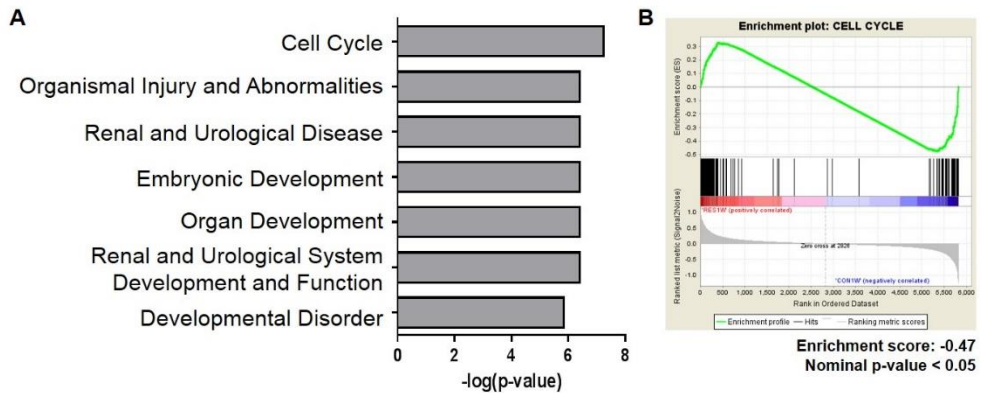 A
Cell Cycle
Organismal Injury and Abnormalities
Renal and Urological Disease
Embryonic Development
Organ Development
Renal and Urological System
Development and Function
Developmental Disorder
0 2 4 6 8
-log(p-value)
B
Enrichment plot: CELL CYCLE
Enrichment score (ES)
0.3
0.2
0.1
0.0
-0.1
-0.2
-0.3
-0.4
-0.5
Ranked list metric (Signal2Noise)
'RES1W' (positively correlated)
1.0
0.5
0.0
-0.5
-1.0
Zero cross at 2828
'CON1W' (negatively correlated)
0 500 1,000 1,500 2,000 2,500 3,000 3,500 4,000 4,500 5,000 5,500 6,000
Rank in Ordered Dataset
Enrichment profile Hits Ranking metric scores
Enrichment score: -0.47
Nominal p-value < 0.05